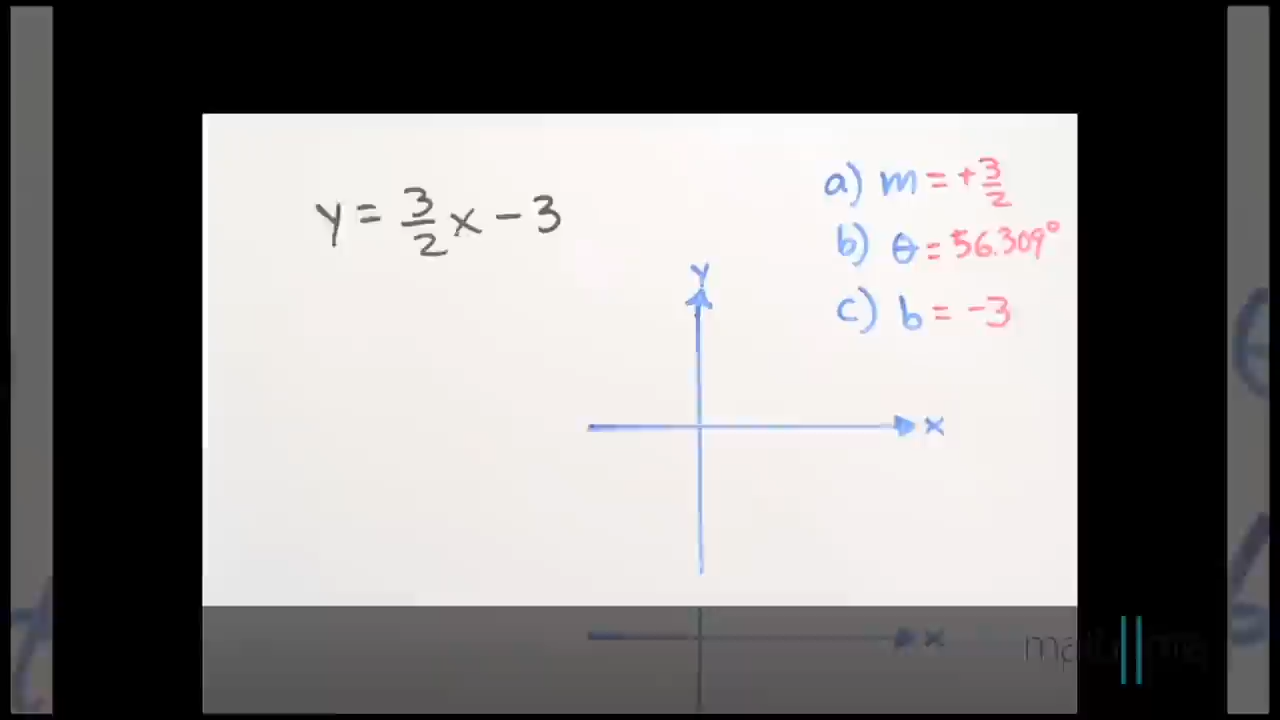 y = 3/2 x - 3
a) m = + 3/2
b) θ = 56.309°
c) b = -3
Y
X
X